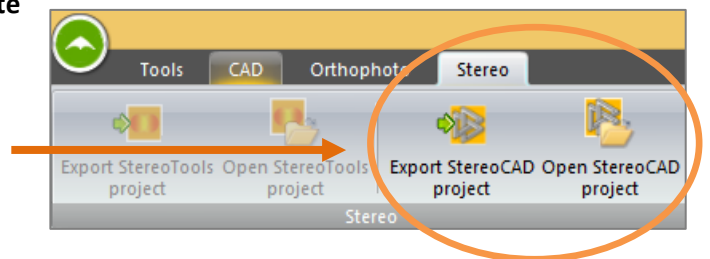 te
Tools CAD Orthophoto Stereo
Export StereoTools project Open StereoTools project Export StereoCAD project Open StereoCAD project
Stereo